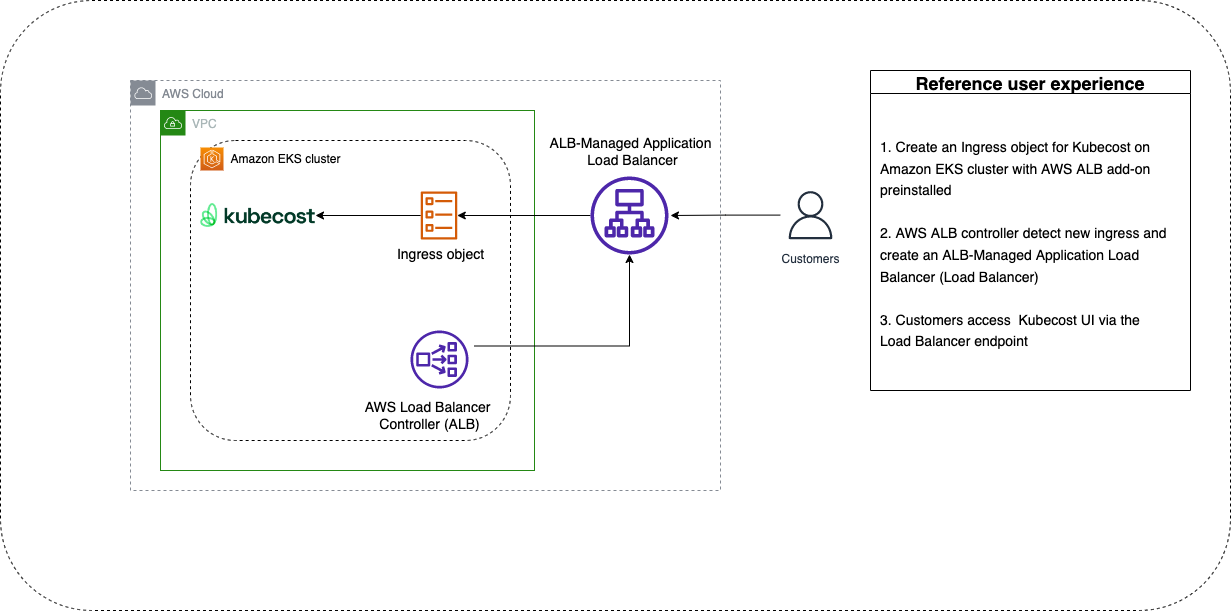 AWS Cloud
VPC
Amazon EKS cluster
kubecost
Ingress object
AWS Load Balancer
Controller (ALB)
ALB-Managed Application
Load Balancer
Customers
Reference user experience
1. Create an Ingress object for Kubecost on
Amazon EKS cluster with AWS ALB add-on
preinstalled
2. AWS ALB controller detect new ingress and
create an ALB-Managed Application Load
Balancer (Load Balancer)
3. Customers access  Kubecost UI via the
Load Balancer endpoint